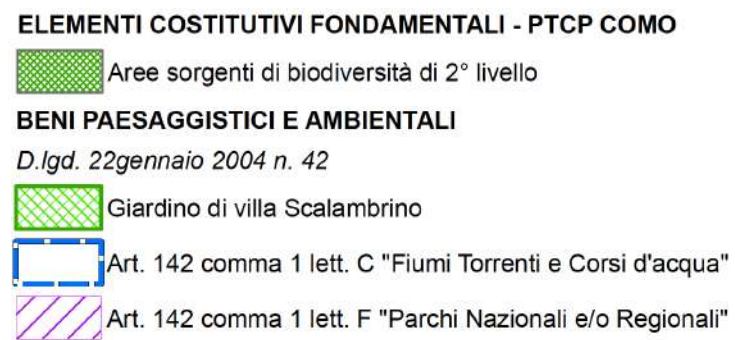 ELEMENTI COSTITUTIVI FONDAMENTALI - PTCP COMO
Aree sorgenti di biodiversità di 2° livello
BENI PAESAGGISTICI E AMBIENTALI
D.lgd. 22gennaio 2004 n. 42
Giardino di villa Scalambrino
Art. 142 comma 1 lett. C "Fiumi Torrenti e Corsi d'acqua"
Art. 142 comma 1 lett. F "Parchi Nazionali e/o Regionali"